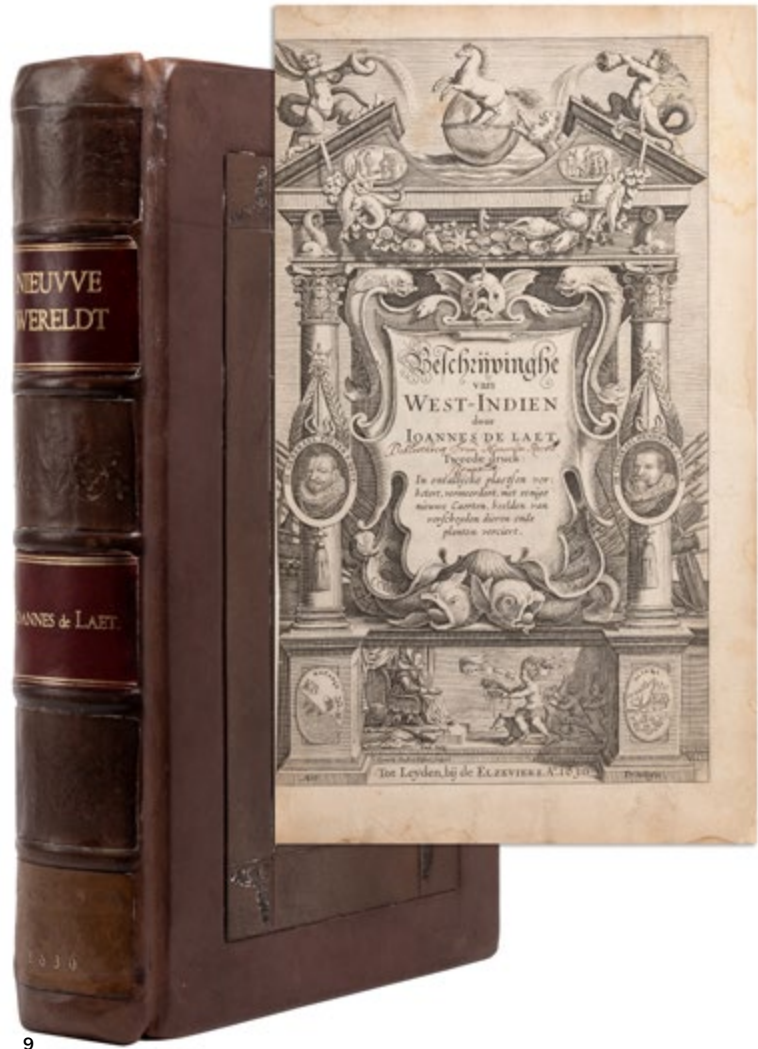 NIEUVVE
WERELDT
IOANNES de LAET.
1630
Beschrijvinghe
van
WEST-INDIEN
door
IOANNES DE LAET
Tweede druck:
In ontallijcke plaetsen ver-
betert, vermeerdert, met eenige
nieuwe Caerten, beelden van
verscheyden dieren ende
planten verciert.
Tot Leyden, bij de ELZEVIERS. Aº. 1630
9